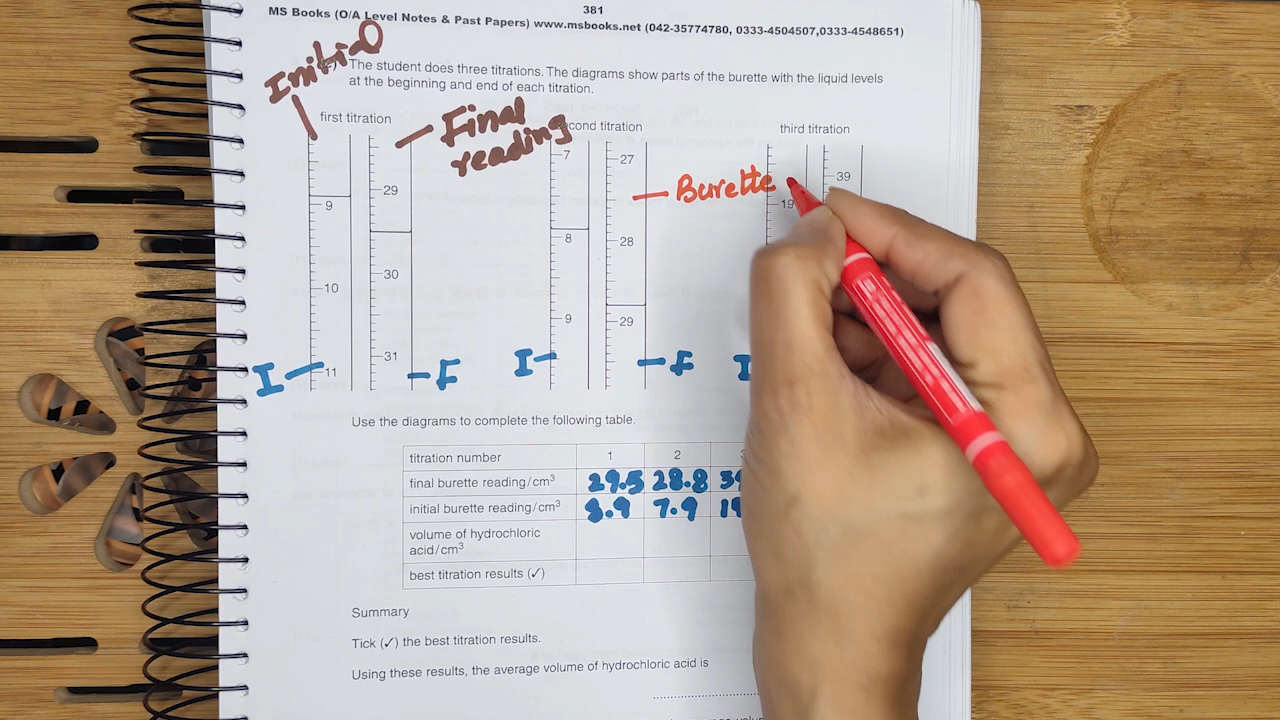 381
MS Books (O/A Level Notes & Past Papers) www.msbooks.net (042-35774780, 0333-4504507,0333-4548651)
Initial
The student does three titrations. The diagrams show parts of the burette with the liquid levels
at the beginning and end of each titration.
first titration
Final
reading
second titration
third titration
9
10
11
29
30
31
7
8
9
27
28
29
Burette
19
39
I
F
I
F
I
Use the diagrams to complete the following table.
titration number 1 2
final burette reading/cm³ 29.5 28.8
initial burette reading/cm³ 8.9 7.9
volume of hydrochloric
acid/cm³
best titration results (✓)
Summary
Tick (✓) the best titration results.
Using these results, the average volume of hydrochloric acid is